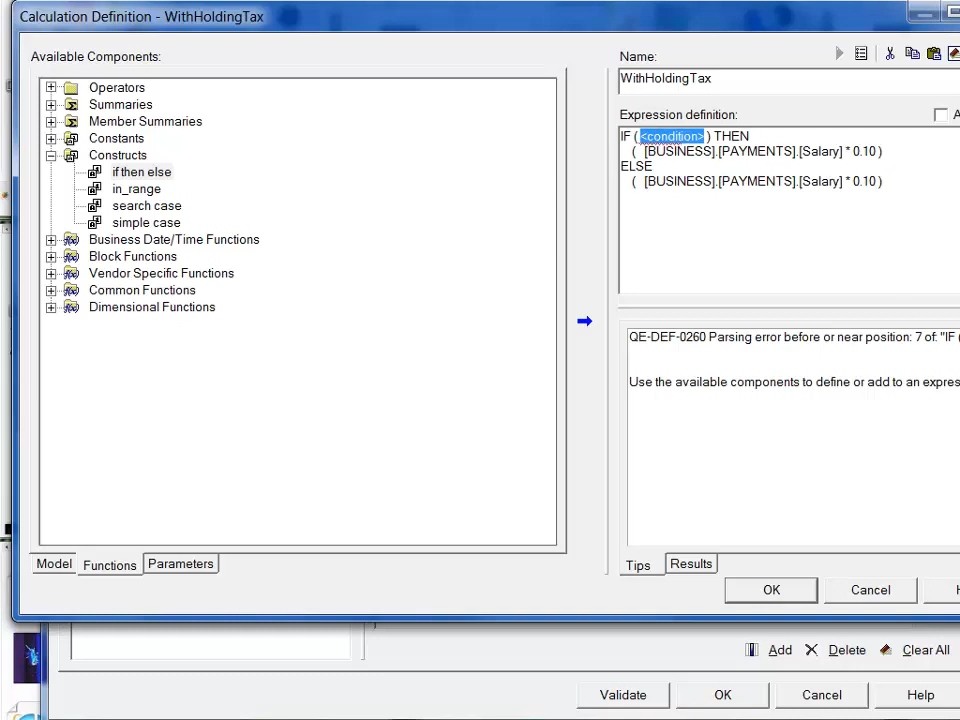 Calculation Definition - WithHoldingTax
Available Components:
Operators
Summaries
Member Summaries
Constants
Constructs
if then else
in_range
search case
simple case
Business Date/Time Functions
Block Functions
Vendor Specific Functions
Common Functions
Dimensional Functions
Model Functions Parameters
Name:
WithHoldingTax
Expression definition:
IF ( <condition> ) THEN
( [BUSINESS].[PAYMENTS].[Salary] * 0.10 )
ELSE
( [BUSINESS].[PAYMENTS].[Salary] * 0.10 )
QE-DEF-0260 Parsing error before or near position: 7 of: "IF (
Use the available components to define or add to an expres
Tips Results
OK Cancel H
Add Delete Clear All
Validate OK Cancel Help